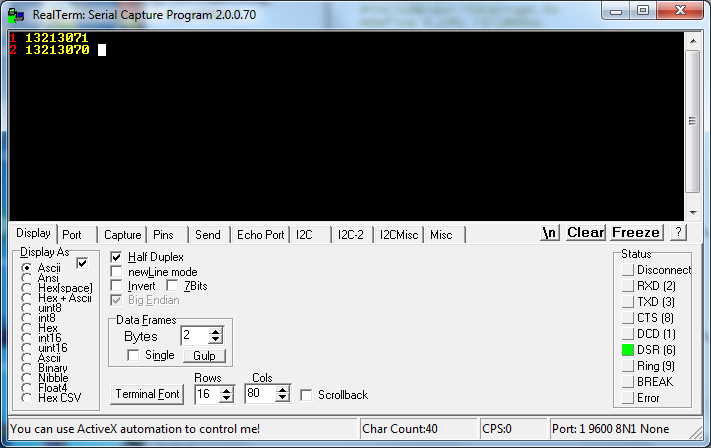 RealTerm: Serial Capture Program 2.0.0.70
1 13213071
2 13213070
Display Port Capture Pins Send Echo Port I2C I2C-2 I2CMisc Misc \n Clear Freeze ?
Display As
Ascii
Ansi
Hex[space]
Hex + Ascii
uint8
int8
Hex
int16
uint16
Ascii
Binary
Nibble
Float4
Hex CSV
Half Duplex
newLine mode
Invert 7Bits
Big Endian
Data Frames
Bytes 2
Single Gulp
Rows Cols
Terminal Font 16 80 Scrollback
Status
Disconnect
RXD (2)
TXD (3)
CTS (8)
DCD (1)
DSR (6)
Ring (9)
BREAK
Error
You can use ActiveX automation to control me! Char Count:40 CPS:0 Port: 1 9600 8N1 None